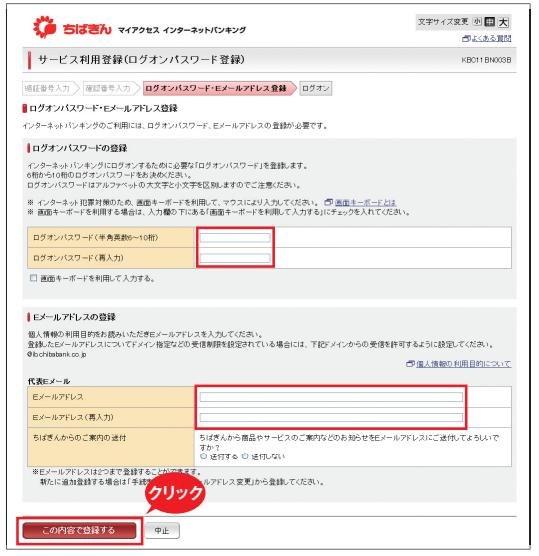 ちばぎん マイアクセス インターネットバンキング
文字サイズ変更 小 中 大
よくある質問
サービス利用登録(ログオンパスワード登録)
KB011BN003B
暗証番号入力 確認番号入力 ログオンパスワード・Eメールアドレス登録 ログオン
ログオンパスワード・Eメールアドレス登録
インターネットバンキングのご利用には、ログオンパスワード、Eメールアドレスの登録が必要です。
ログオンパスワードの登録
インターネットバンキングにログオンするために必要な「ログオンパスワード」を登録します。
6桁から10桁のログオンパスワードをお決めください。
ログオンパスワードはアルファベットの大文字と小文字を区別しますのでご注意ください。
※ インターネット犯罪対策のため、画面キーボードを利用して、マウスにより入力してください。 画面キーボードとは
※ 画面キーボードを利用する場合は、入力欄の下にある「画面キーボードを利用して入力する」にチェックを入れてください。
ログオンパスワード(半角英数6～10桁)
ログオンパスワード(再入力)
画面キーボードを利用して入力する。
Eメールアドレスの登録
個人情報の利用目的をお読みいただきEメールアドレスを入力してください。
登録したEメールアドレスについてドメイン指定などの受信制限を設定されている場合には、下記ドメインからの受信を許可するように設定してください。
@ib.chibabank.co.jp
個人情報の利用目的について
代表Eメール
Eメールアドレス
Eメールアドレス(再入力)
ちばぎんからのご案内の送付
ちばぎんから商品やサービスのご案内などのお知らせをEメールアドレスにご送付してよろしいで
すか?
送付する 送付しない
※Eメールアドレスは2つまで登録することができます。
新たに追加登録する場合は「手続き
ルアドレス変更」から登録してください。
クリック
この内容で登録する 中止